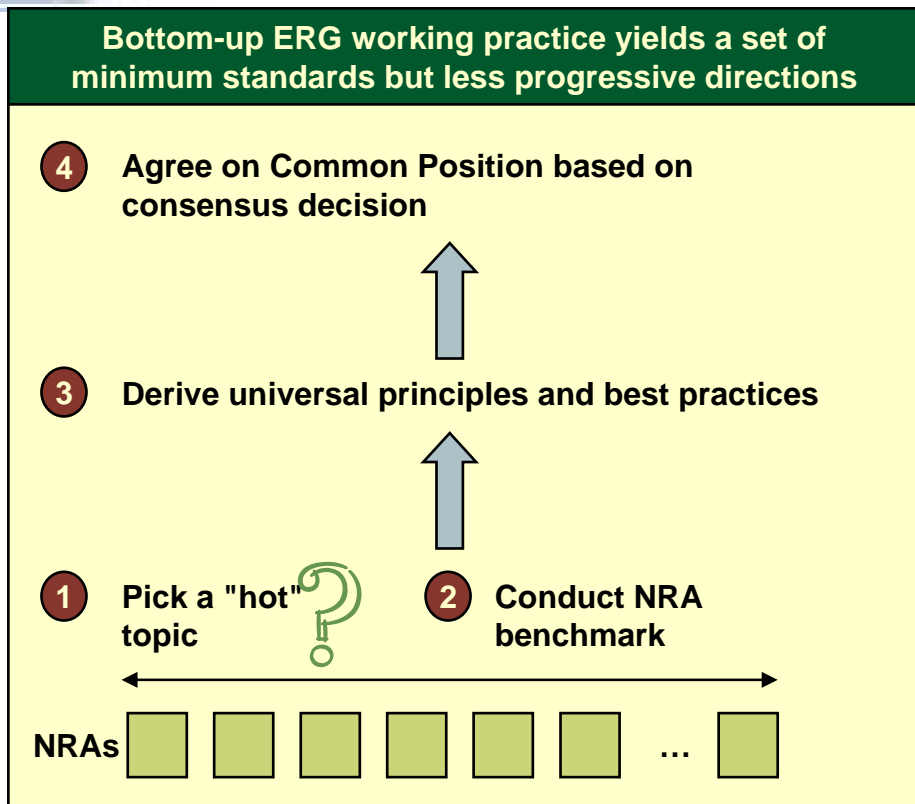 Bottom-up ERG working practice yields a set of
minimum standards but less progressive directions
4 Agree on Common Position based on
consensus decision
3 Derive universal principles and best practices
1 Pick a "hot" ? 2 Conduct NRA
topic benchmark
NRAs ...